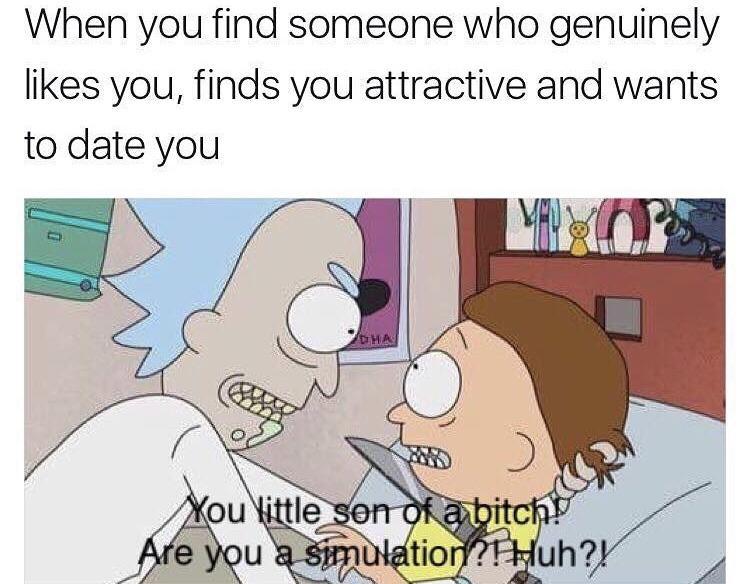 When you find someone who genuinely
likes you, finds you attractive and wants
to date you
DHA
You little son of a bitch!
Are you a simulation?! Huh?!